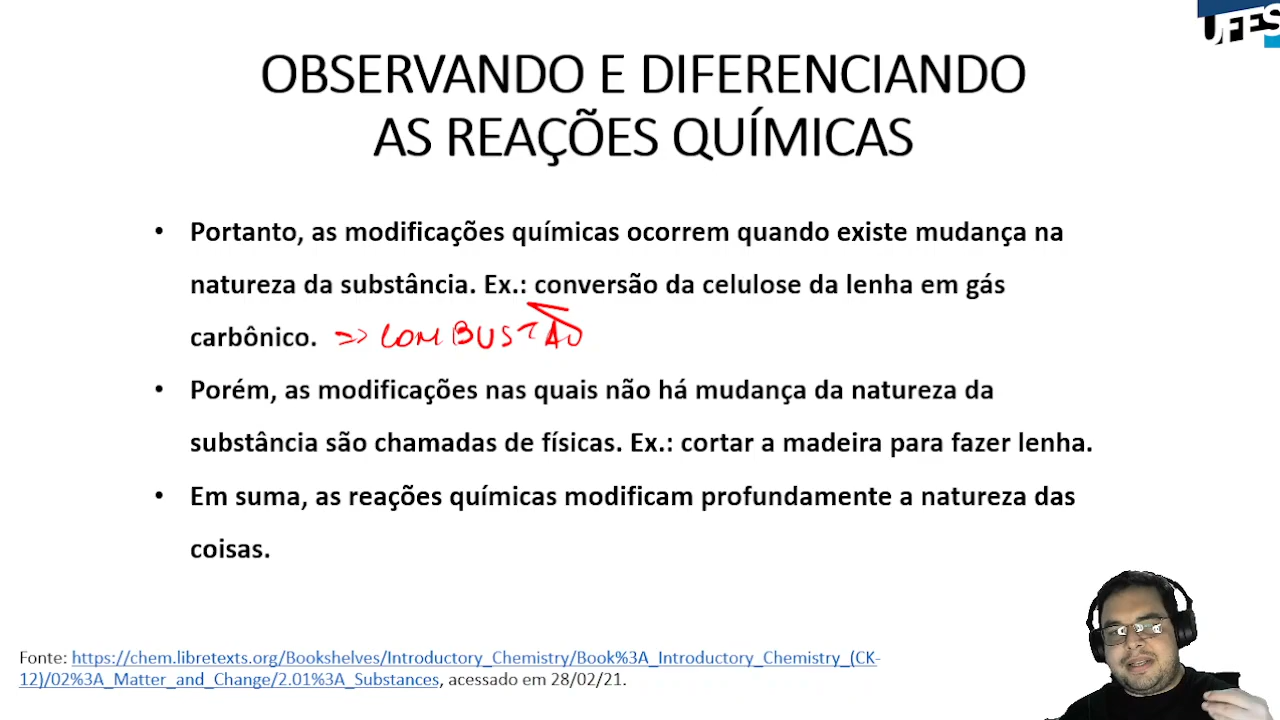 UFES
OBSERVANDO E DIFERENCIANDO
AS REAÇÕES QUÍMICAS
• Portanto, as modificações químicas ocorrem quando existe mudança na
natureza da substância. Ex.: conversão da celulose da lenha em gás
carbônico. => COMBUSTÃO
• Porém, as modificações nas quais não há mudança da natureza da
substância são chamadas de físicas. Ex.: cortar a madeira para fazer lenha.
• Em suma, as reações químicas modificam profundamente a natureza das
coisas.
Fonte: https://chem.libretexts.org/Bookshelves/Introductory_Chemistry/Book%3A_Introductory_Chemistry_(CK-
12)/02%3A_Matter_and_Change/2.01%3A_Substances, acessado em 28/02/21.